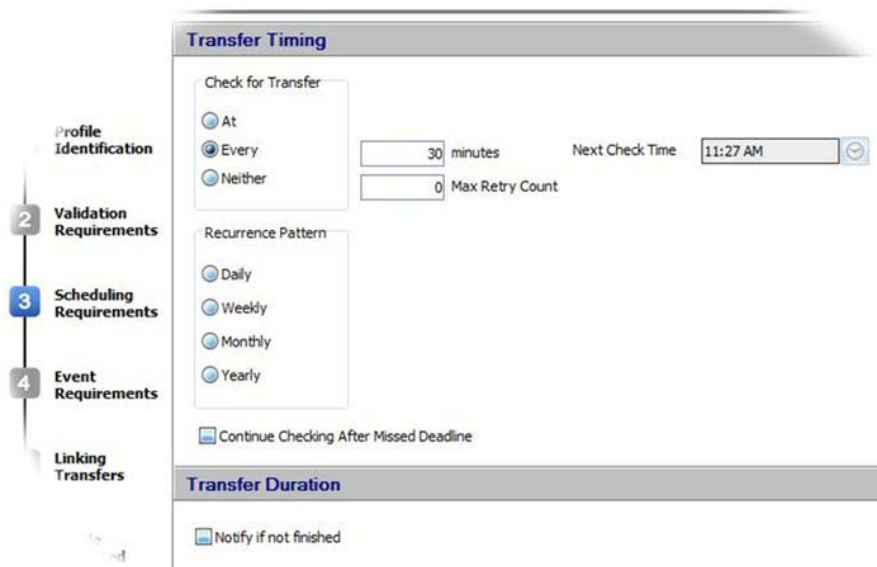 Transfer Timing
Check for Transfer
At
Every
30 minutes
Next Check Time
11:27 AM
Neither
0 Max Retry Count
Recurrence Pattern
Daily
Weekly
Monthly
Yearly
Continue Checking After Missed Deadline
Transfer Duration
Notify if not finished
Profile
Identification
2
Validation
Requirements
3
Scheduling
Requirements
4
Event
Requirements
Linking
Transfers